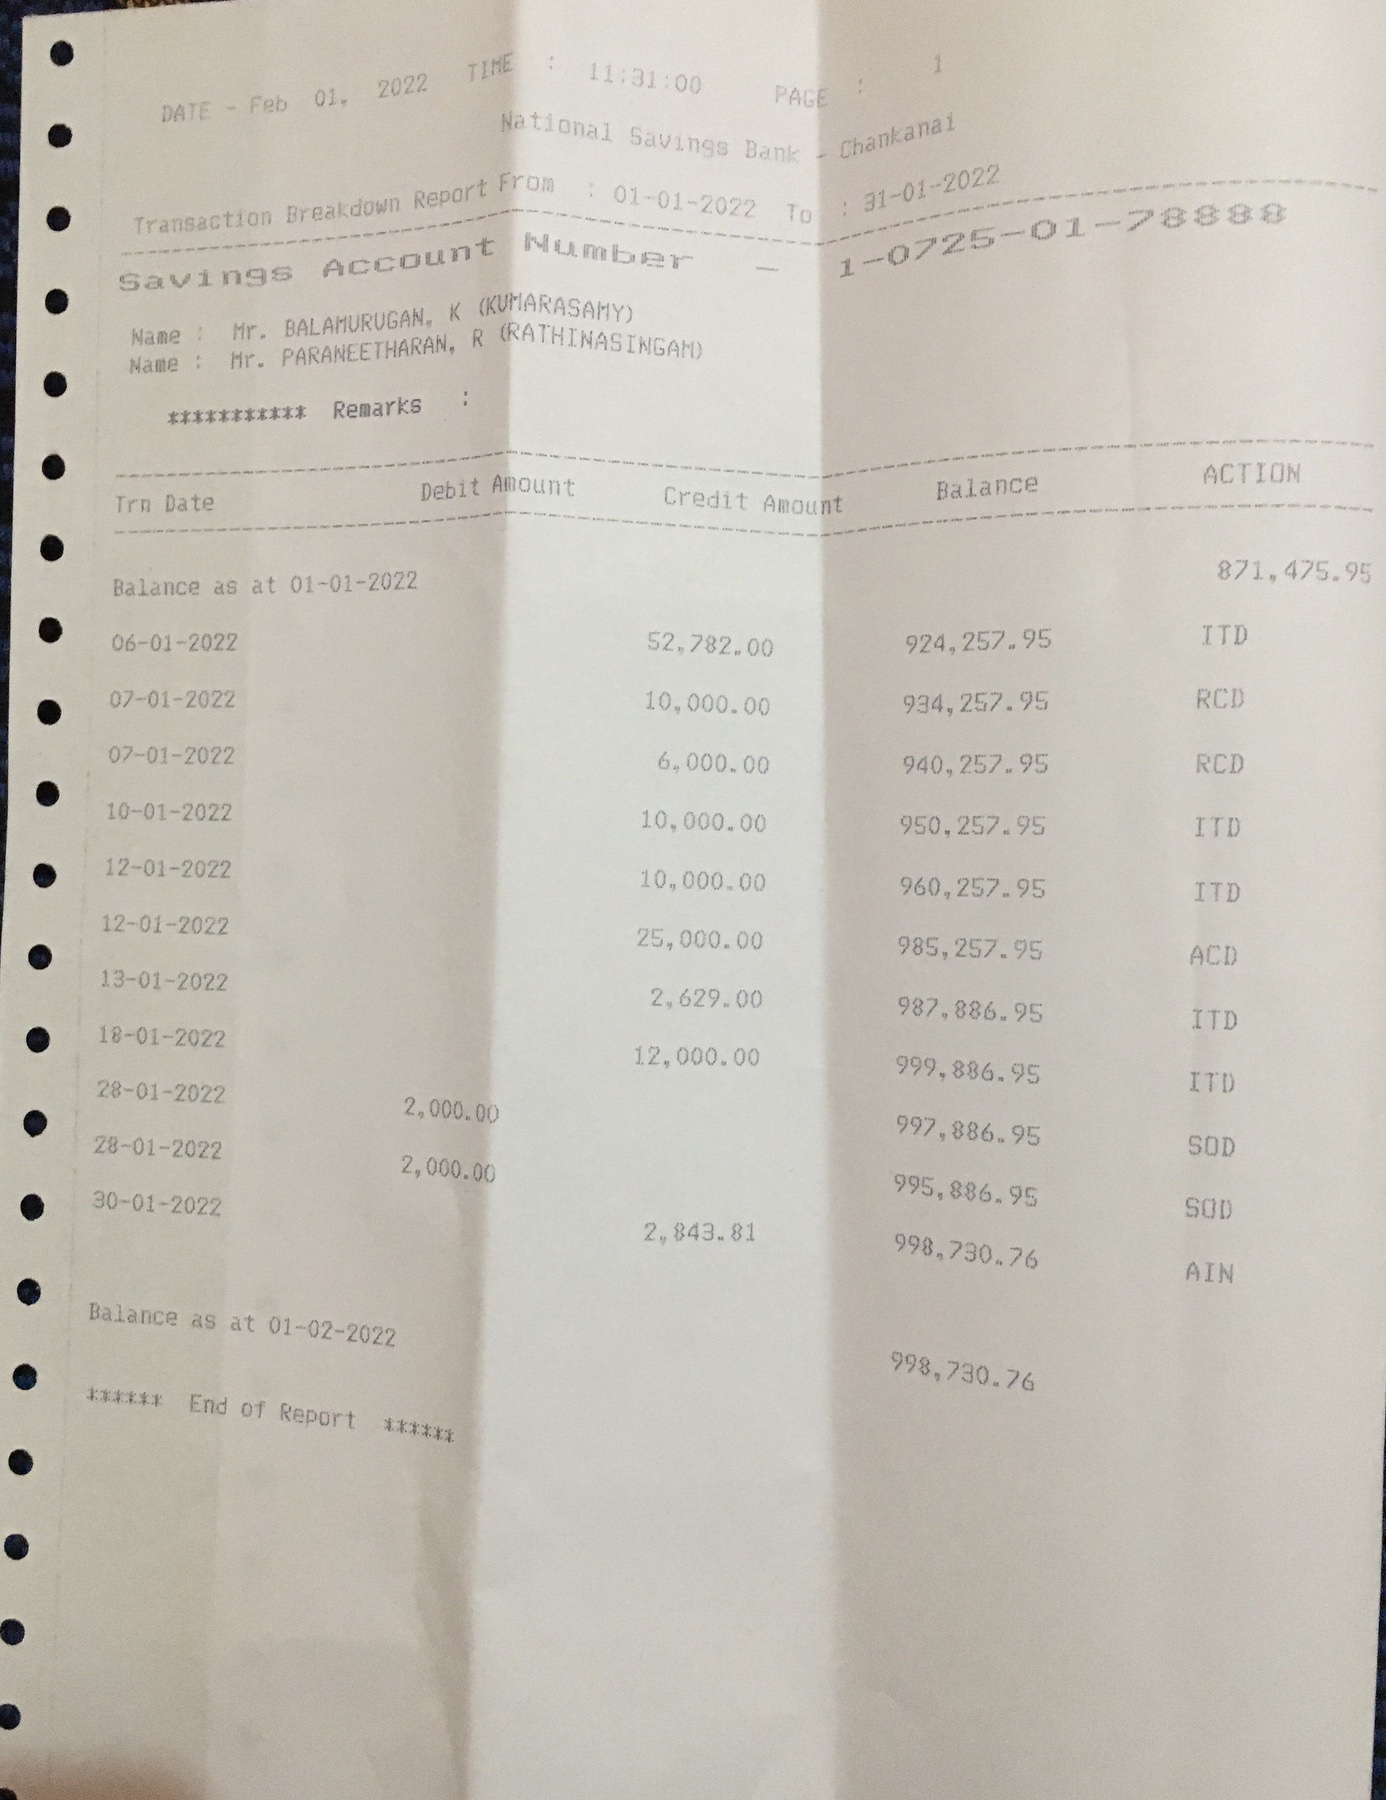 DATE - Feb 01, 2022 TIME : 11:31:00 PAGE : 1
National Savings Bank - Chankanai
Transaction Breakdown Report From : 01-01-2022 To : 31-01-2022
Savings Account Number - 1-0725-01-78888
Name : Mr. BALAMURUGAN, K (KUMARASAMY)
Name : Mr. PARANEETHARAN, R (RATHINASINGAM)
*********** Remarks :
Trn Date Debit Amount Credit Amount Balance ACTION
Balance as at 01-01-2022 871,475.95
06-01-2022 52,782.00 924,257.95 ITD
07-01-2022 10,000.00 934,257.95 RCD
07-01-2022 6,000.00 940,257.95 RCD
10-01-2022 10,000.00 950,257.95 ITD
12-01-2022 10,000.00 960,257.95 ITD
12-01-2022 25,000.00 985,257.95 ACD
13-01-2022 2,629.00 987,886.95 ITD
18-01-2022 12,000.00 999,886.95 ITD
28-01-2022 2,000.00 997,886.95 SOD
28-01-2022 2,000.00 995,886.95 SOD
30-01-2022 2,843.81 998,730.76 AIN
Balance as at 01-02-2022 998,730.76
****** End of Report ******